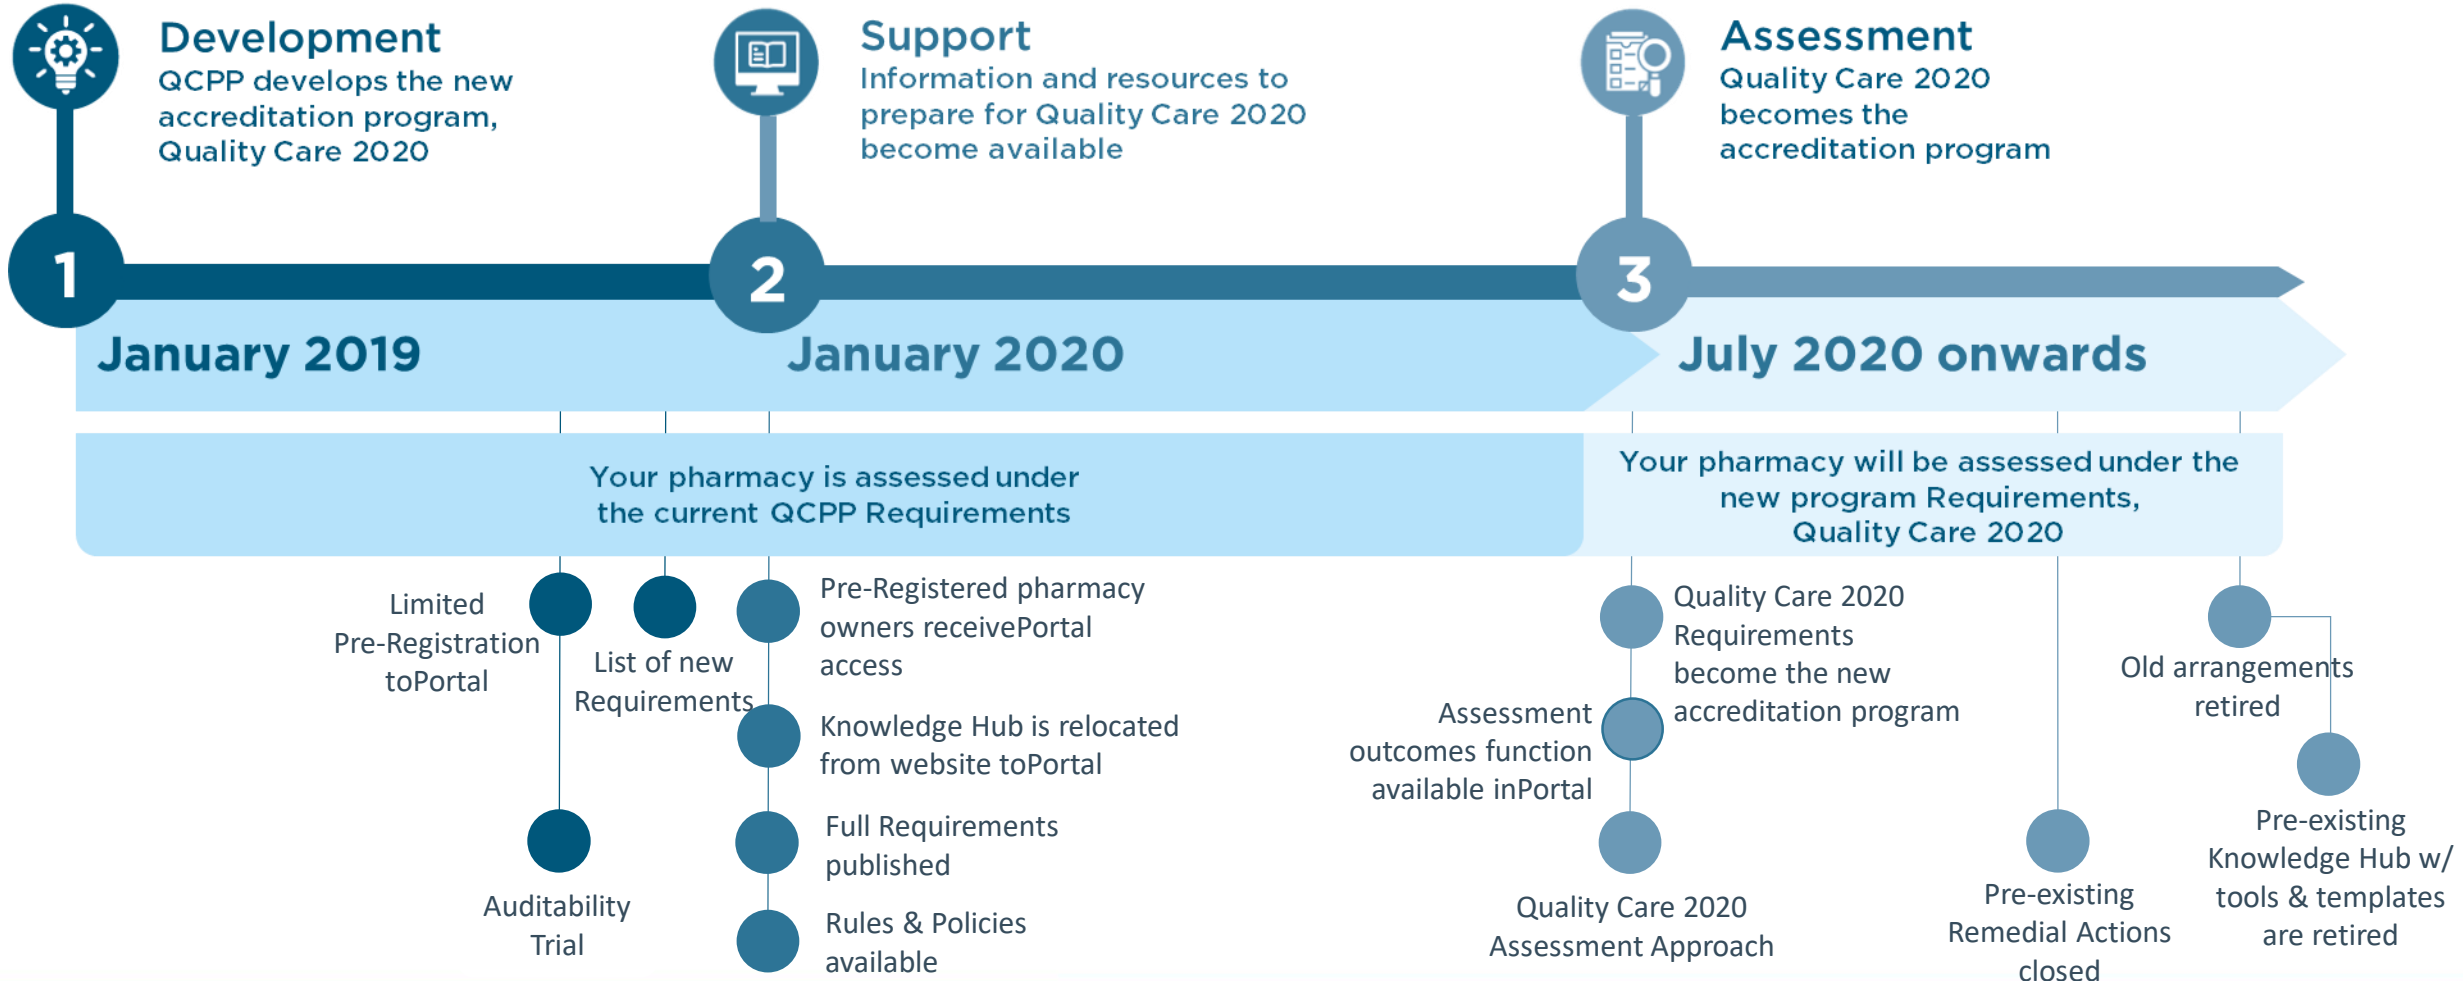 Development
QCPP develops the new
accreditation program,
Quality Care 2020
Support
Information and resources to
prepare for Quality Care 2020
become available
Assessment
Quality Care 2020
becomes the
accreditation program
1
2
3
January 2019
January 2020
July 2020 onwards
Your pharmacy is assessed under
the current QCPP Requirements
Your pharmacy will be assessed under the
new program Requirements,
Quality Care 2020
Limited
Pre-Registration
toPortal
Auditability
Trial
List of new
Requirements
Pre-Registered pharmacy
owners receivePortal
access
Knowledge Hub is relocated
from website toPortal
Full Requirements
published
Rules & Policies
available
Quality Care 2020
Requirements
become the new
accreditation program
Assessment
outcomes function
available inPortal
Quality Care 2020
Assessment Approach
Pre-existing
Remedial Actions
closed
Old arrangements
retired
Pre-existing
Knowledge Hub w/
tools & templates
are retired